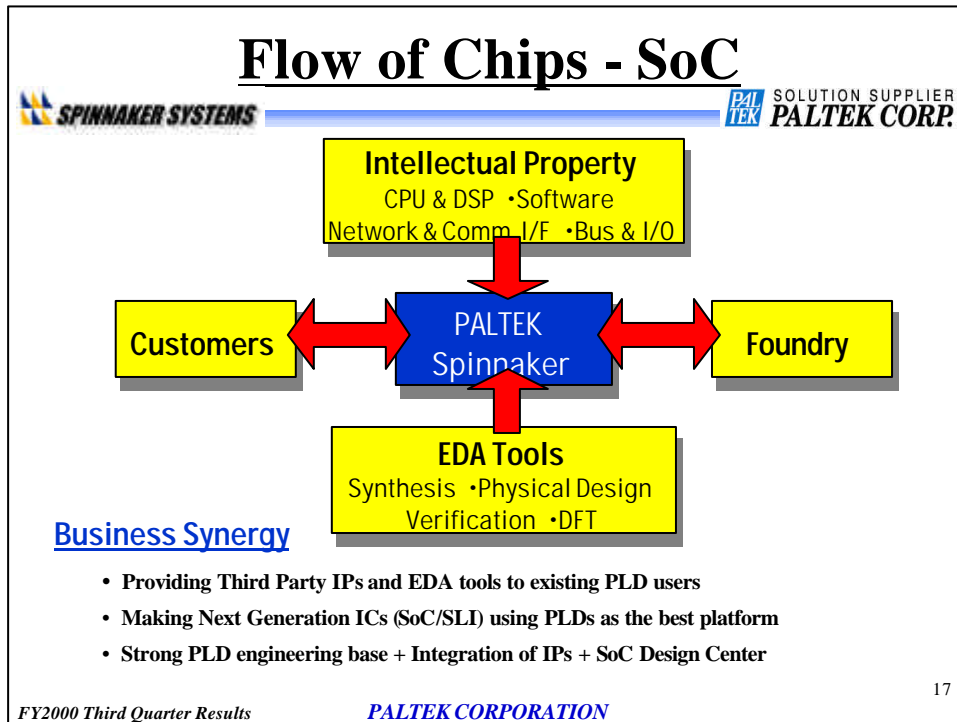 Flow of Chips - SoC
SPINNAKER SYSTEMS
PAL
TEK
SOLUTION SUPPLIER
PALTEK CORP.
Intellectual Property
CPU & DSP ・Software
Network & Comm. I/F ・Bus & I/O
Customers
PALTEK
Spinnaker
Foundry
EDA Tools
Synthesis ・Physical Design
Verification ・DFT
Business Synergy
• Providing Third Party IPs and EDA tools to existing PLD users
• Making Next Generation ICs (SoC/SLI) using PLDs as the best platform
• Strong PLD engineering base + Integration of IPs + SoC Design Center
17
FY2000 Third Quarter Results
PALTEK CORPORATION